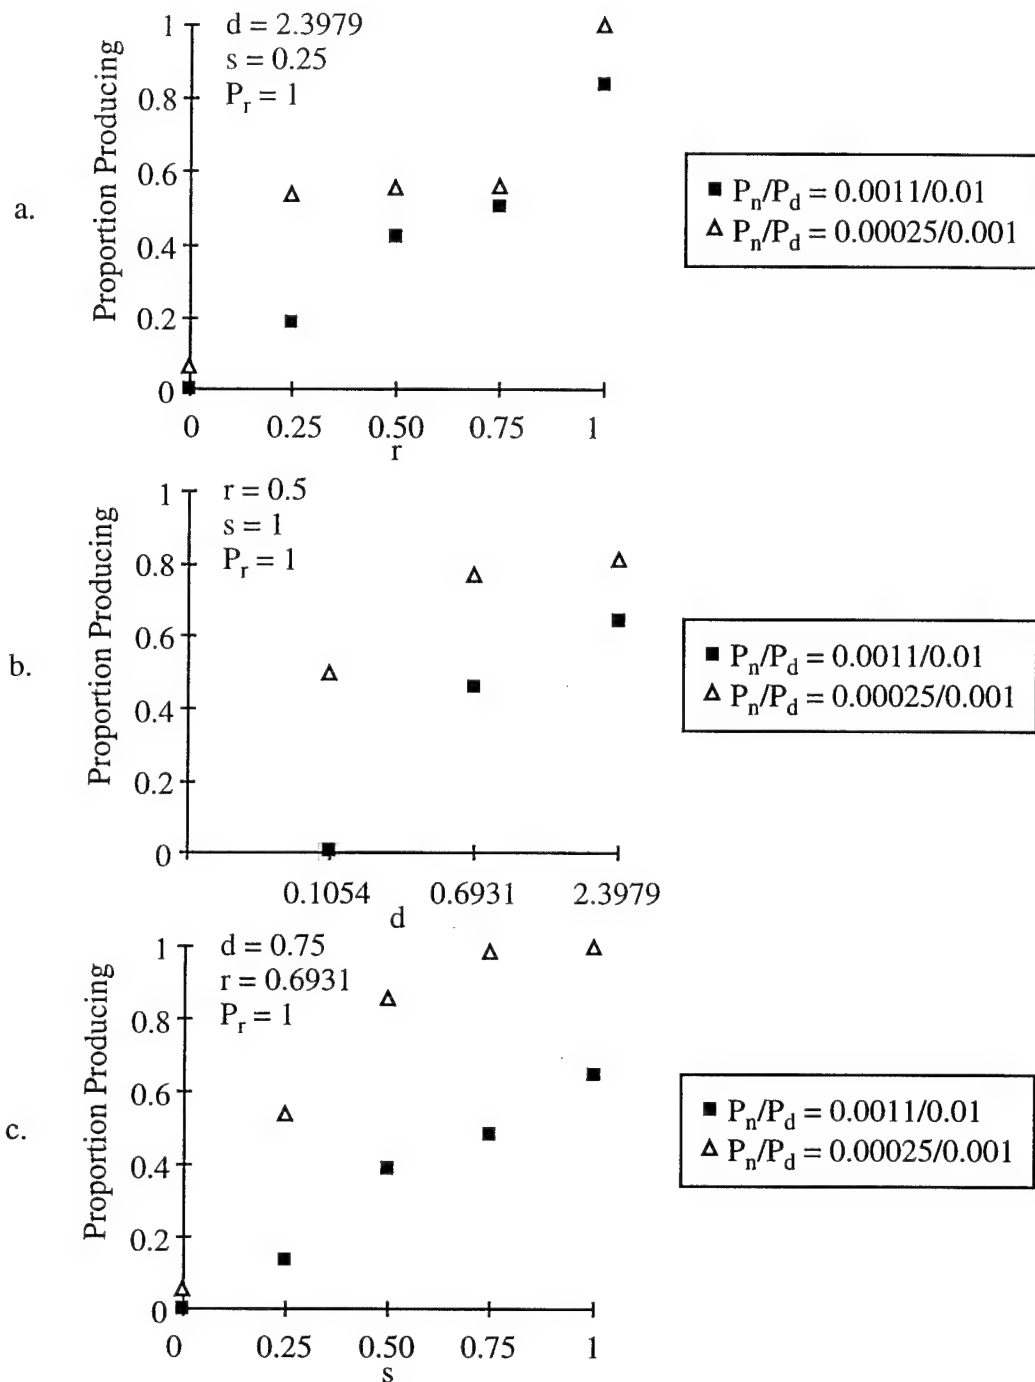 a.
Proportion Producing
1
0.8
0.6
0.4
0.2
0
d = 2.3979
s = 0.25
P_r = 1
0 0.25 0.50 0.75 1
r
■ P_n/P_d = 0.0011/0.01
△ P_n/P_d = 0.00025/0.001
b.
Proportion Producing
1
0.8
0.6
0.4
0.2
0
r = 0.5
s = 1
P_r = 1
0.1054 0.6931 2.3979
d
■ P_n/P_d = 0.0011/0.01
△ P_n/P_d = 0.00025/0.001
c.
Proportion Producing
1
0.8
0.6
0.4
0.2
0
d = 0.75
r = 0.6931
P_r = 1
0 0.25 0.50 0.75 1
s
■ P_n/P_d = 0.0011/0.01
△ P_n/P_d = 0.00025/0.001